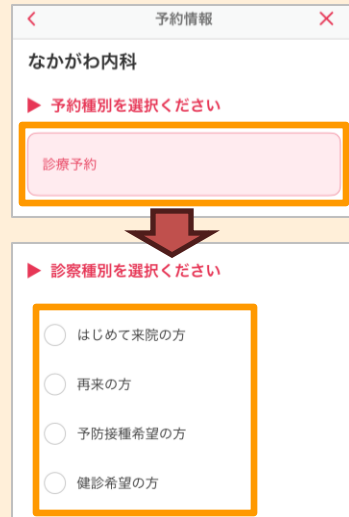 予約情報
なかがわ内科
▶ 予約種別を選択ください
診療予約
▶ 診察種別を選択ください
はじめて来院の方
再来の方
予防接種希望の方
健診希望の方